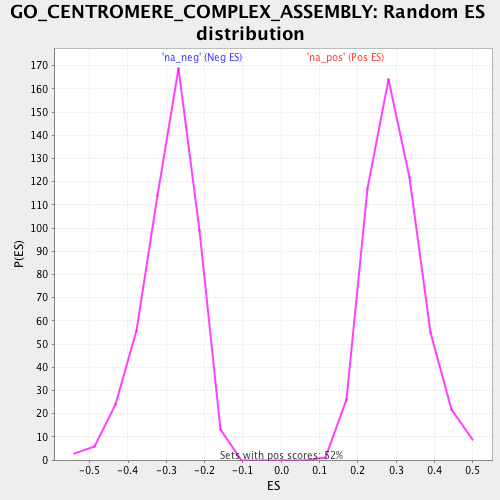 GO_CENTROMERE_COMPLEX_ASSEMBLY: Random ES
distribution
'na_neg' (Neg ES)
'na_pos' (Pos ES)
170
160
150
140
130
120
110
100
90
80
70
60
50
40
30
20
10
0
P(ES)
Sets with pos scores: 52%
-0.5 -0.4 -0.3 -0.2 -0.1 0.0 0.1 0.2 0.3 0.4 0.5
ES